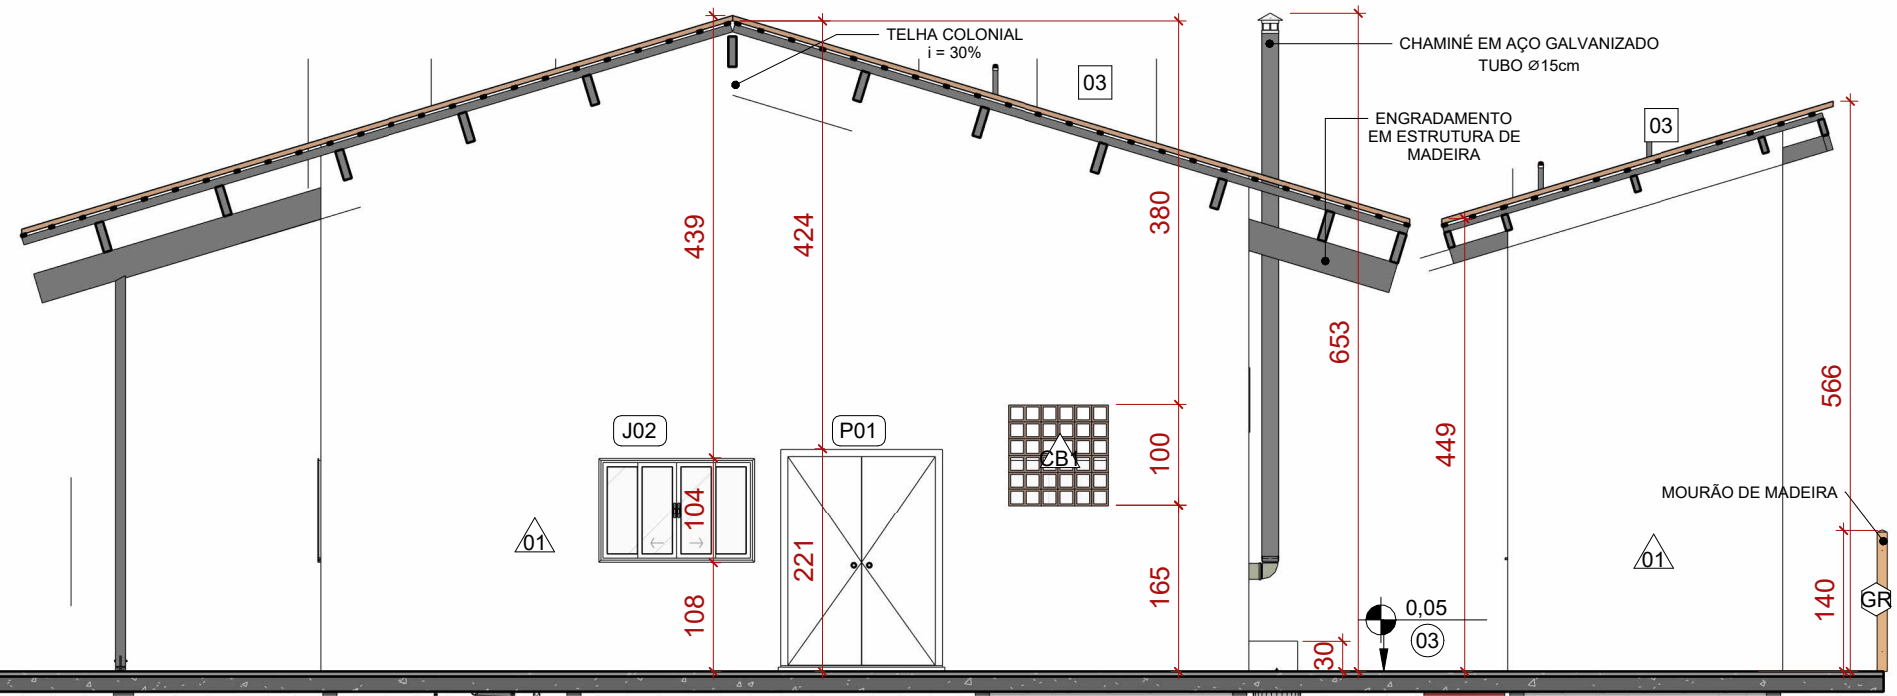 TELHA COLONIAL
i = 30%
03
CHAMINÉ EM AÇO GALVANIZADO
TUBO Ø15cm
ENGRADAMENTO
EM ESTRUTURA DE
MADEIRA
03
439
424
380
653
449
566
J02
P01
CB1
100
104
MOURÃO DE MADEIRA
01
01
221
165
108
140
GR
0,05
03
30